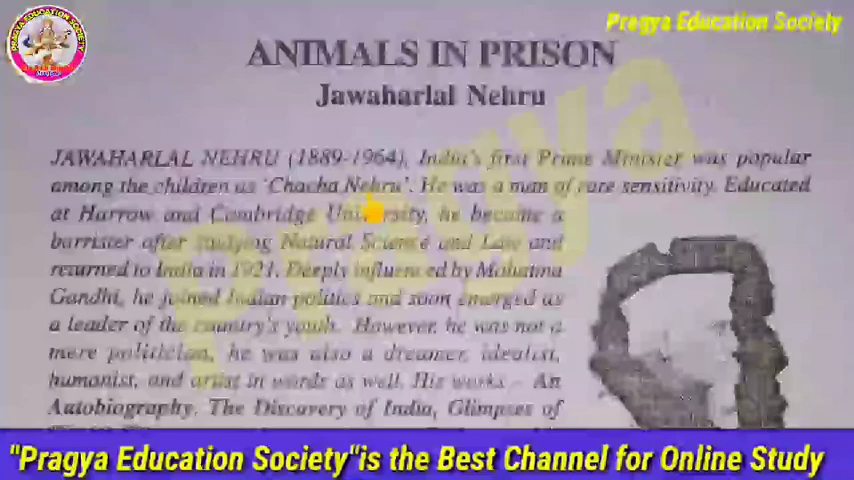 PRAGYA EDUCATION SOCIETY
Pragya Education Society
ANIMALS IN PRISON
Jawaharlal Nehru
JAWAHARLAL NEHRU (1889-1964), India's first Prime Minister was popular
among the children as 'Chacha Nehru'. He was a man of rare sensitivity. Educated
at Harrow and Cambridge University, he became a
barrister after studying Natural Science and Law and
returned to India in 1921. Deeply influenced by Mohatma
Gandhi, he joined Indian politics and soon emerged as
a leader of the country's youth. However, he was not a
mere politician, he was also a dreamer, idealist,
humanist, and artist in words as well. His works – An
Autobiography, The Discovery of India, Glimpses of
Pragya
"Pragya Education Society"is the Best Channel for Online Study